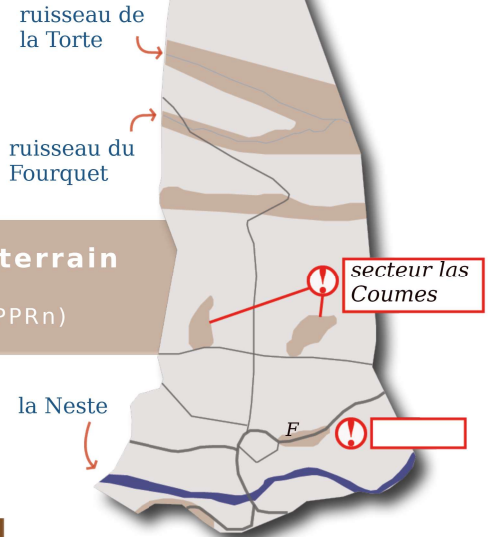 ruisseau de
la Torte
ruisseau du
Fourquet
terrain
PPRn)
secteur las
Coumes
la Neste
F